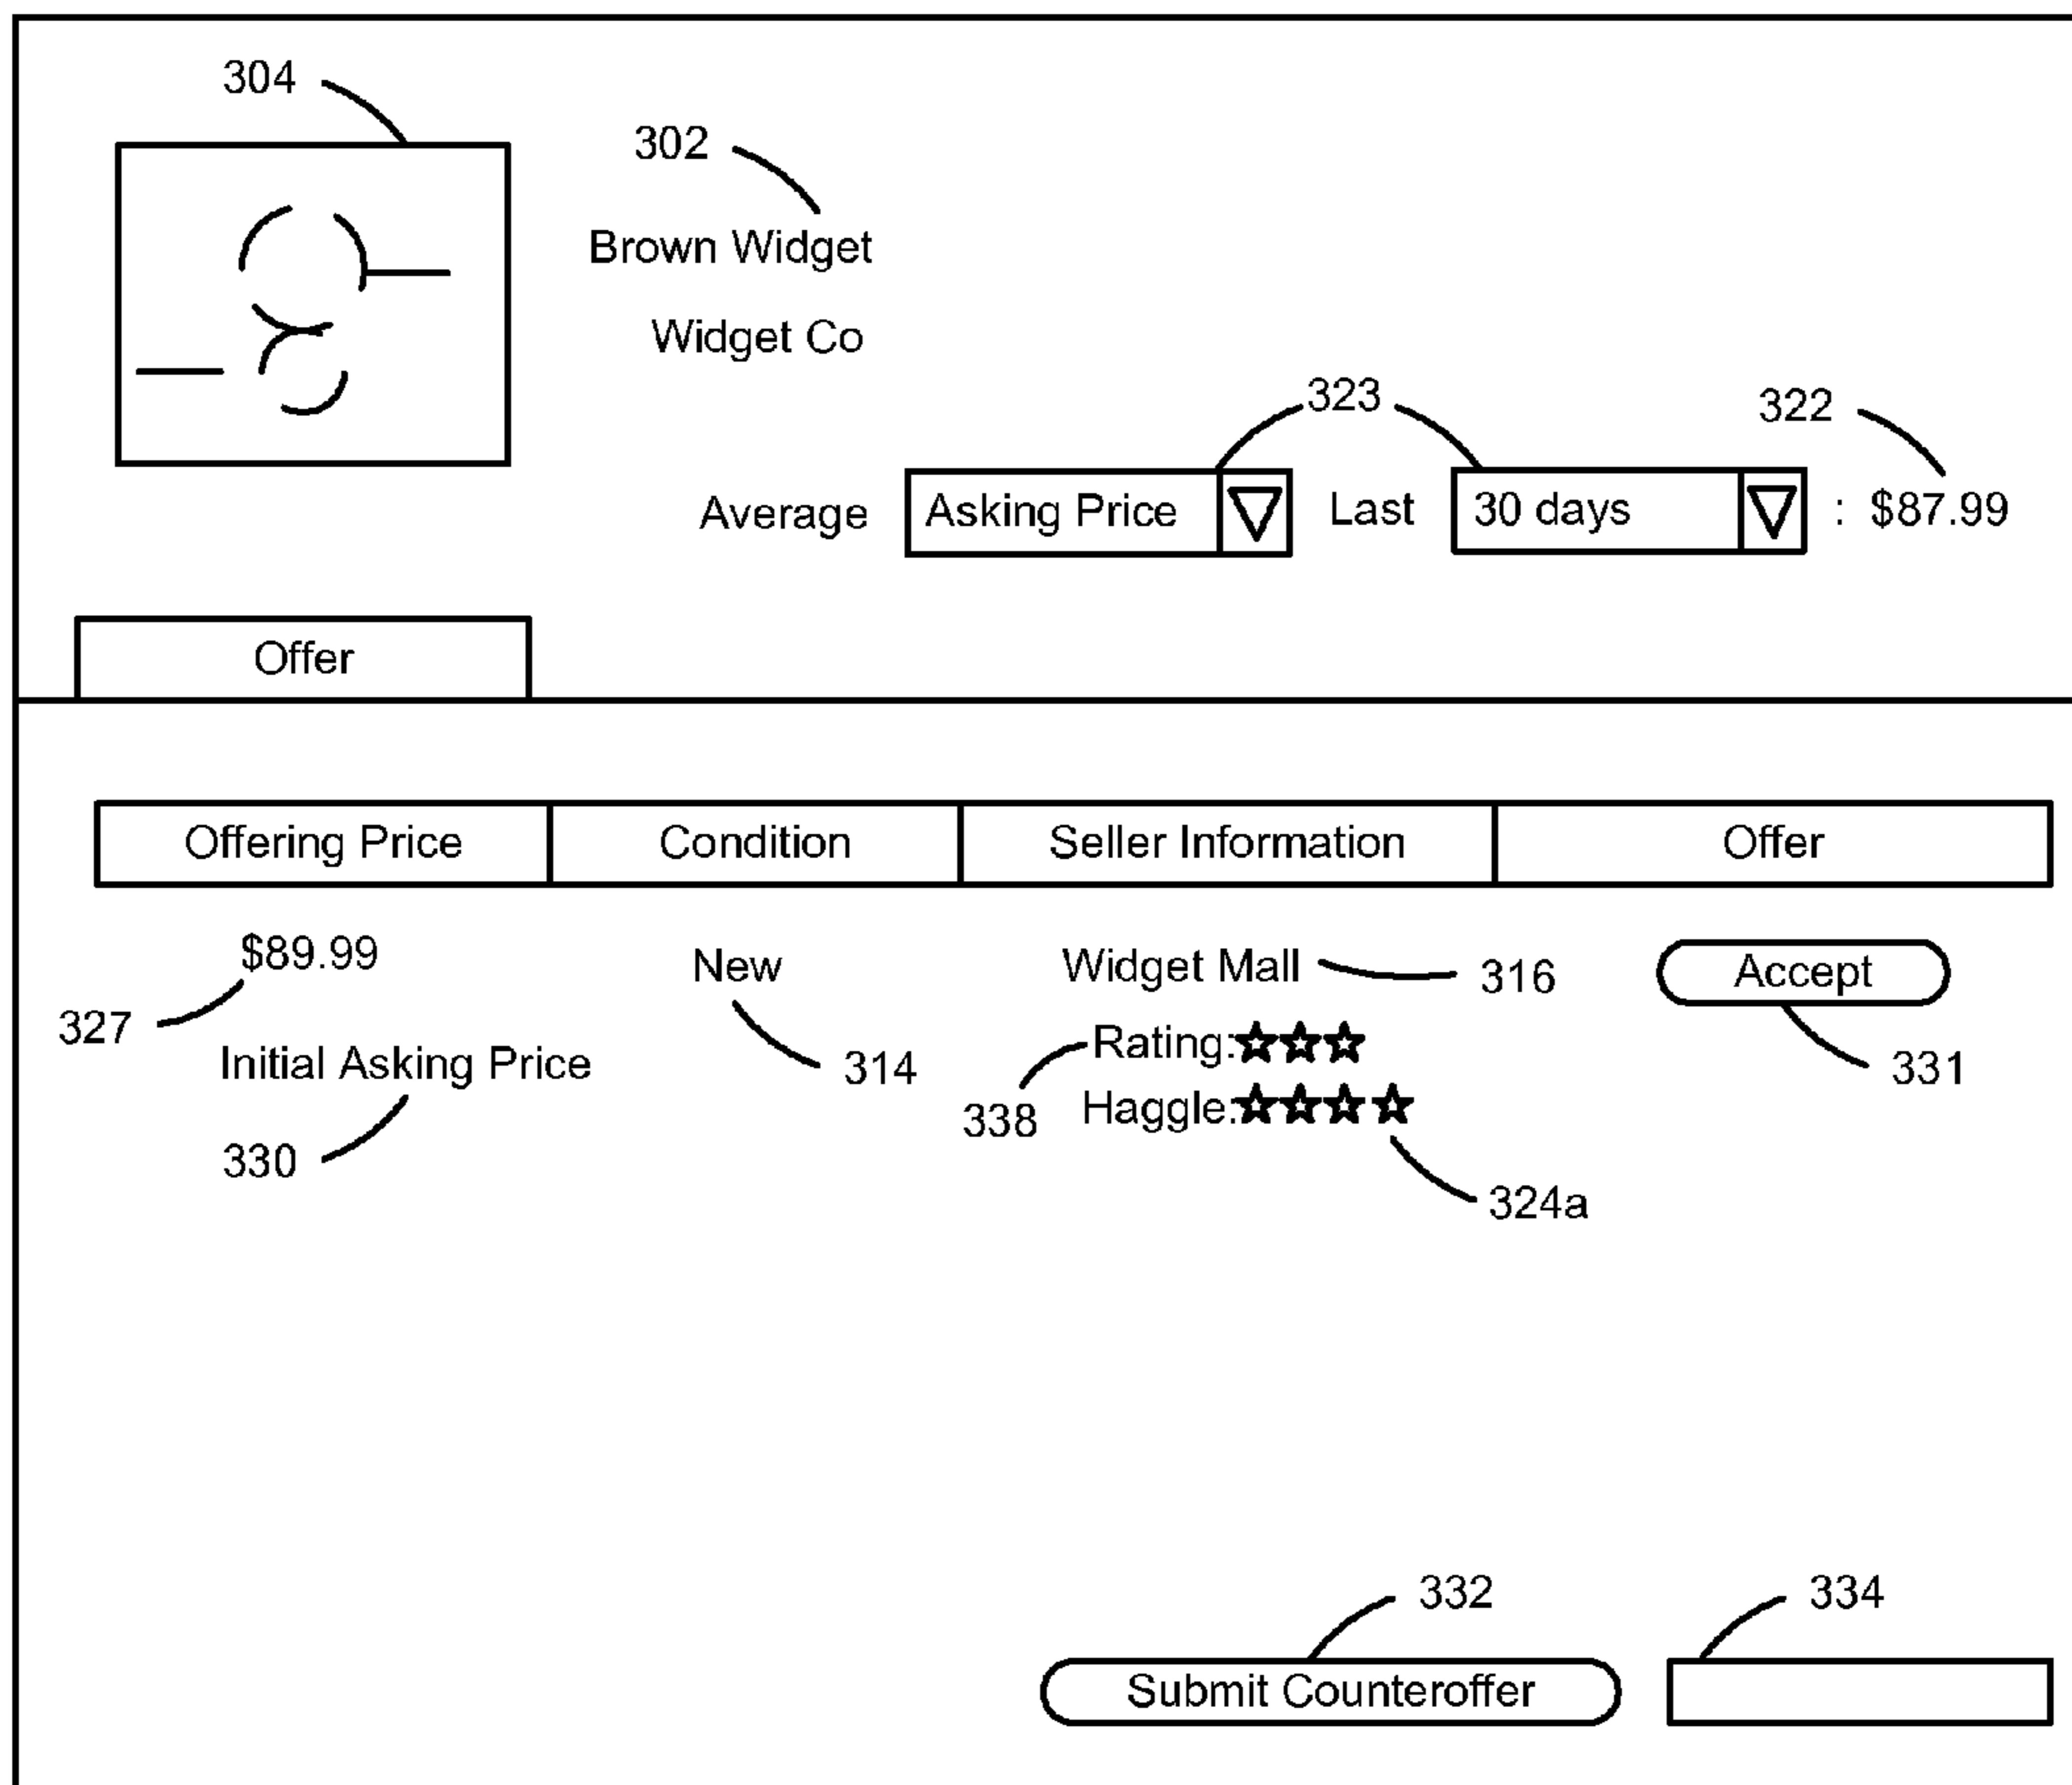 304
302
Brown Widget
Widget Co
323
322
Average Asking Price Last 30 days : $87.99
Offer
Offering Price Condition Seller Information Offer
$89.99 New Widget Mall 316 Accept
327
Initial Asking Price 314 338 Rating:☆☆☆ 331
Haggle:☆☆☆☆
330
324a
332 334
Submit Counteroffer